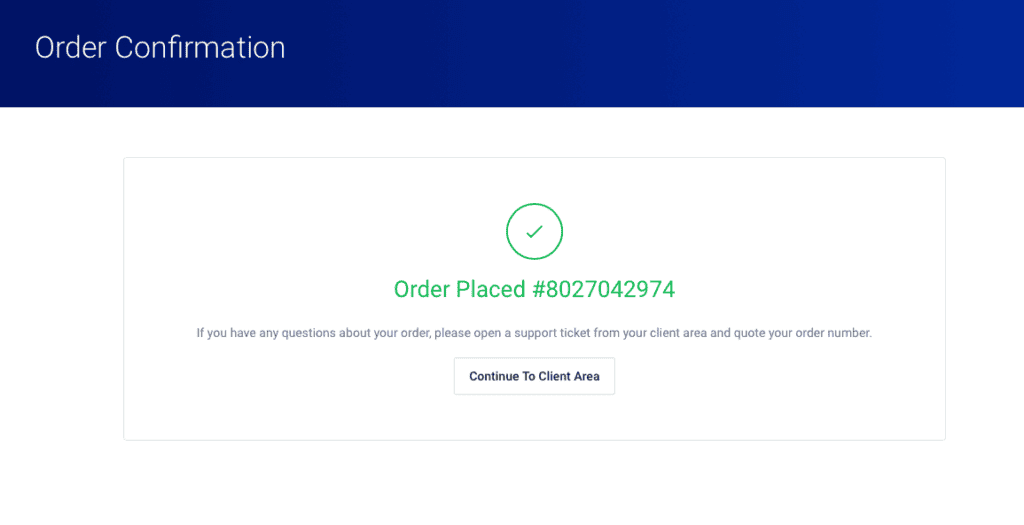 Order Confirmation
Order Placed #8027042974
If you have any questions about your order, please open a support ticket from your client area and quote your order number.
Continue To Client Area